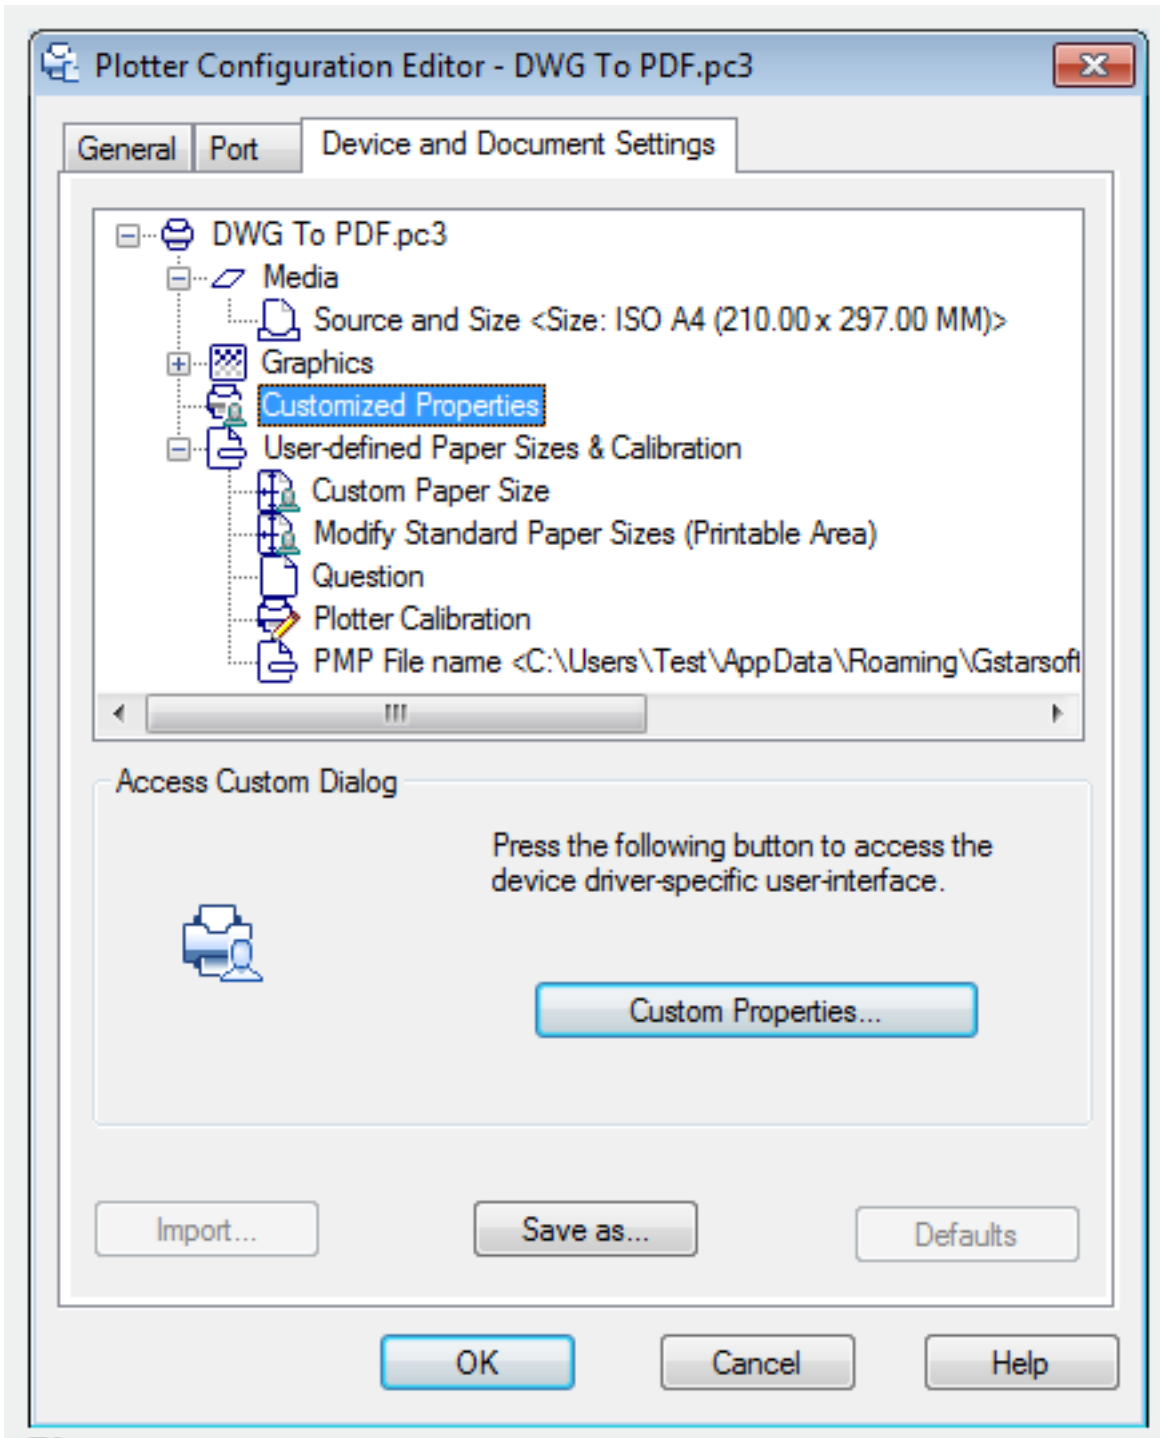 Plotter Configuration Editor - DWG To PDF.pc3
General Port Device and Document Settings
DWG To PDF.pc3
Media
Source and Size <Size: ISO A4 (210.00 x 297.00 MM)>
Graphics
Customized Properties
User-defined Paper Sizes & Calibration
Custom Paper Size
Modify Standard Paper Sizes (Printable Area)
Question
Plotter Calibration
PMP File name <C:\Users\Test\AppData\Roaming\Gstarsoft
Access Custom Dialog
Press the following button to access the
device driver-specific user-interface.
Custom Properties...
Import... Save as... Defaults
OK Cancel Help